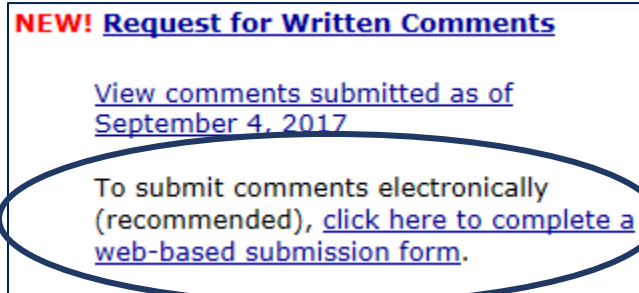 NEW! Request for Written Comments
View comments submitted as of
September 4, 2017
To submit comments electronically
(recommended), click here to complete a
web-based submission form.